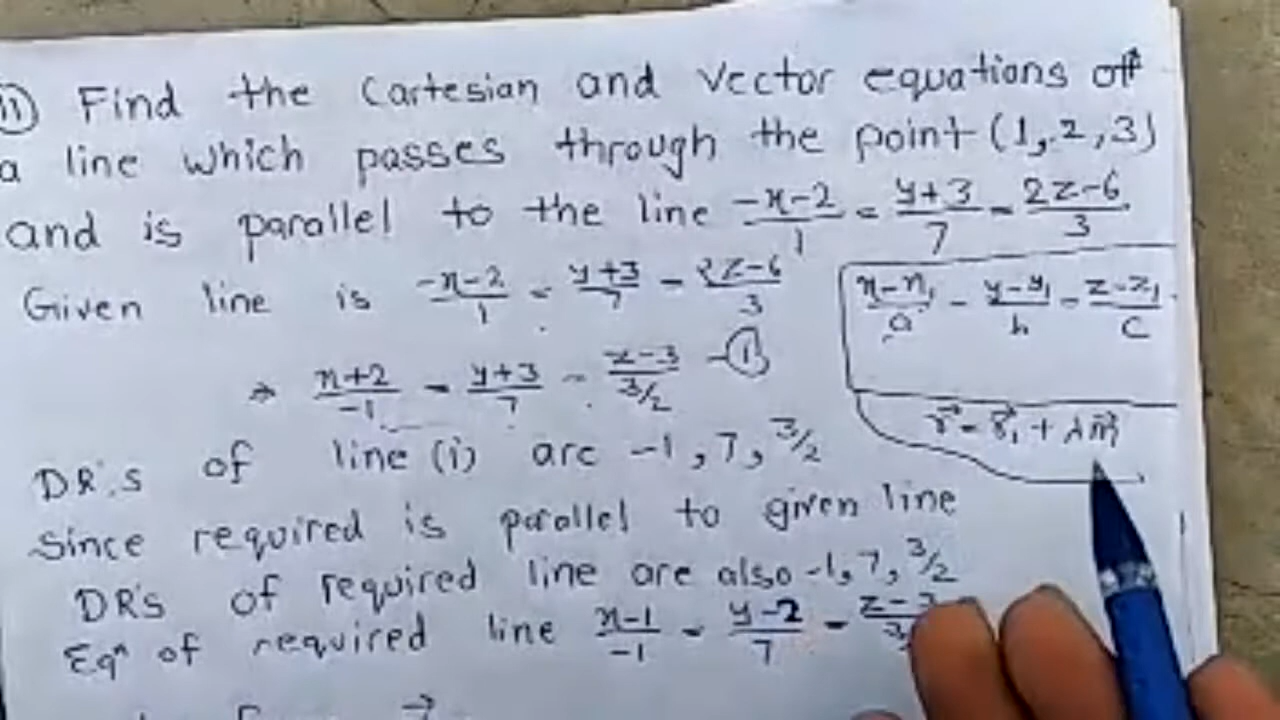 11) Find the Cartesian and vector equations of
a line which passes through the point (1,2,3)
and is parallel to the line -x-2/1 = y+3/7 = 2z-6/3
Given line is -x-2/1 = y+3/7 = 2z-6/3
x-x₁/a = y-y₁/b = z-z₁/c
⇒ x+2/-1 = y+3/7 = z-3/3/2 -①
r⃗ = r⃗₁ + λm⃗
DR's of line (i) are -1, 7, 3/2
Since required is parallel to given line
DR's of required line are also -1, 7, 3/2
Eqⁿ of required line x-1/-1 = y-2/7 =